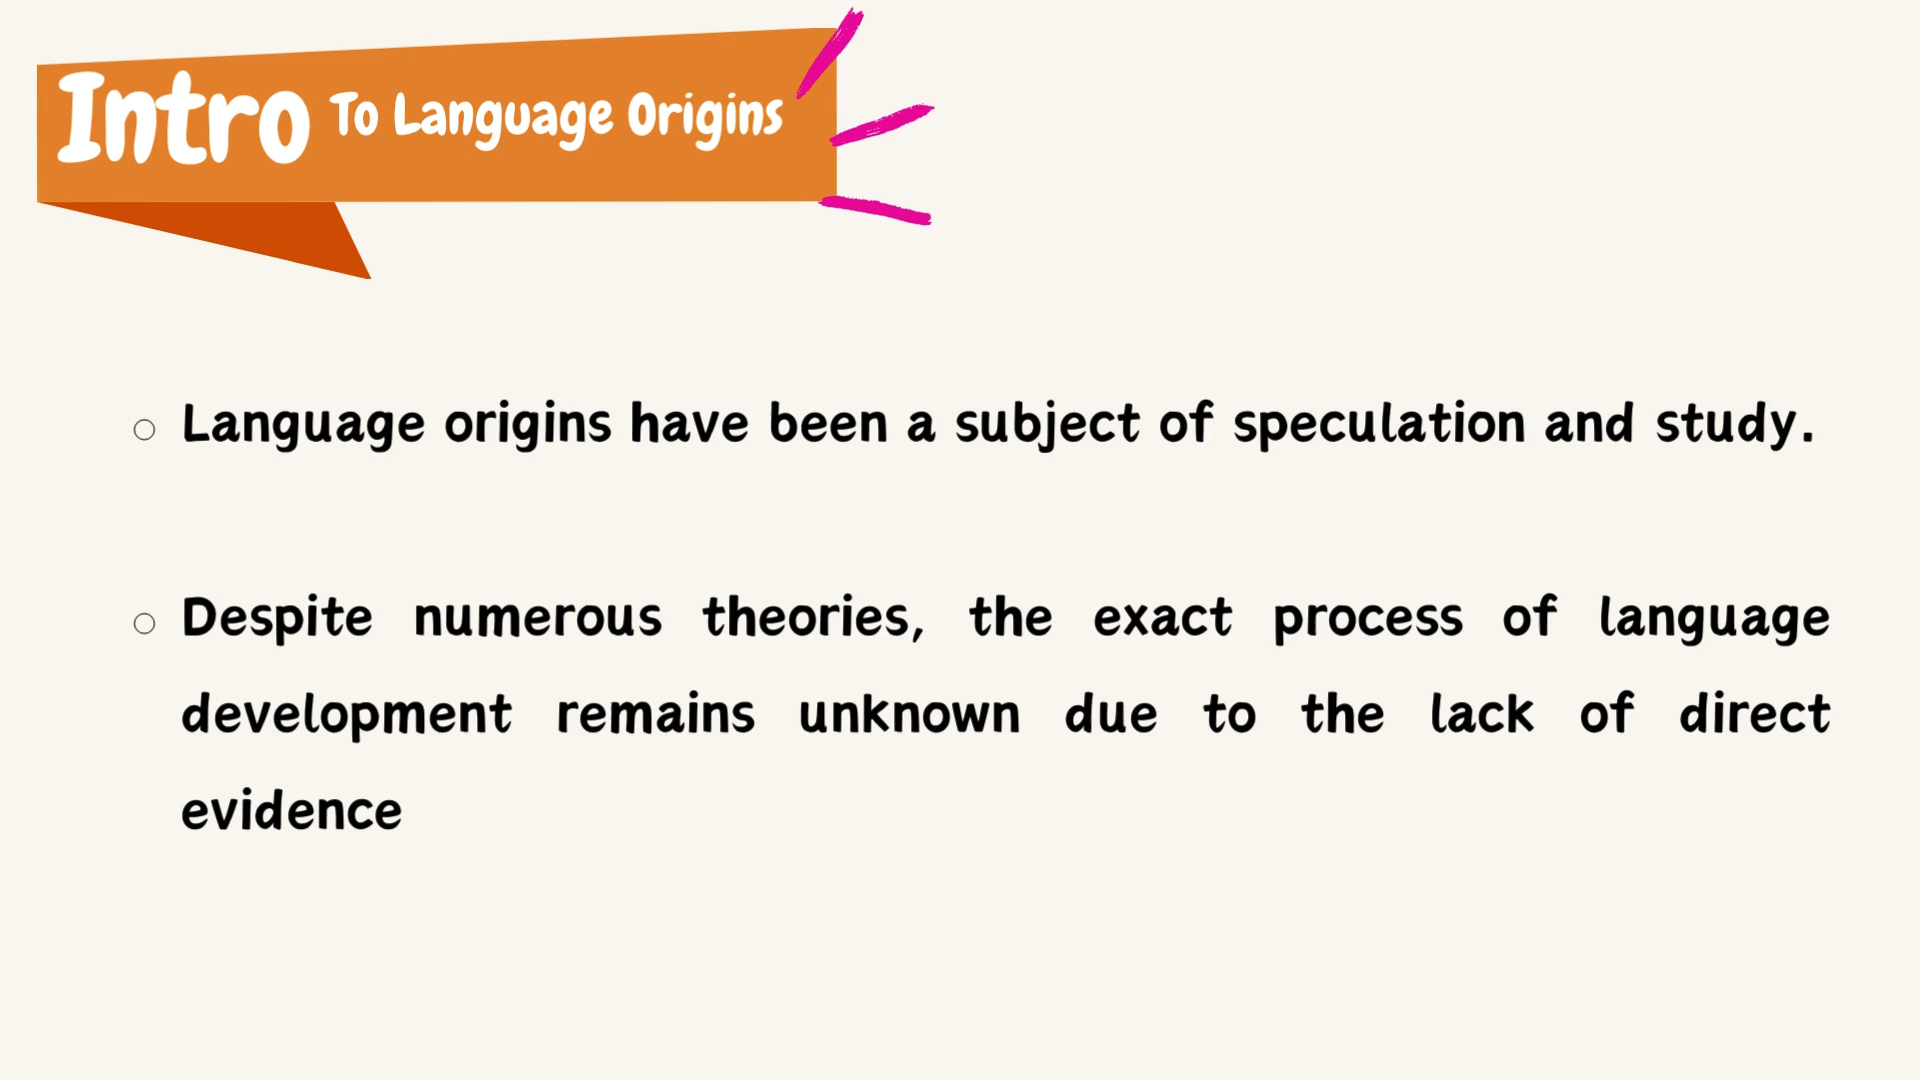 Intro To Language Origins
Language origins have been a subject of speculation and study.
Despite numerous theories, the exact process of language
development remains unknown due to the lack of direct
evidence